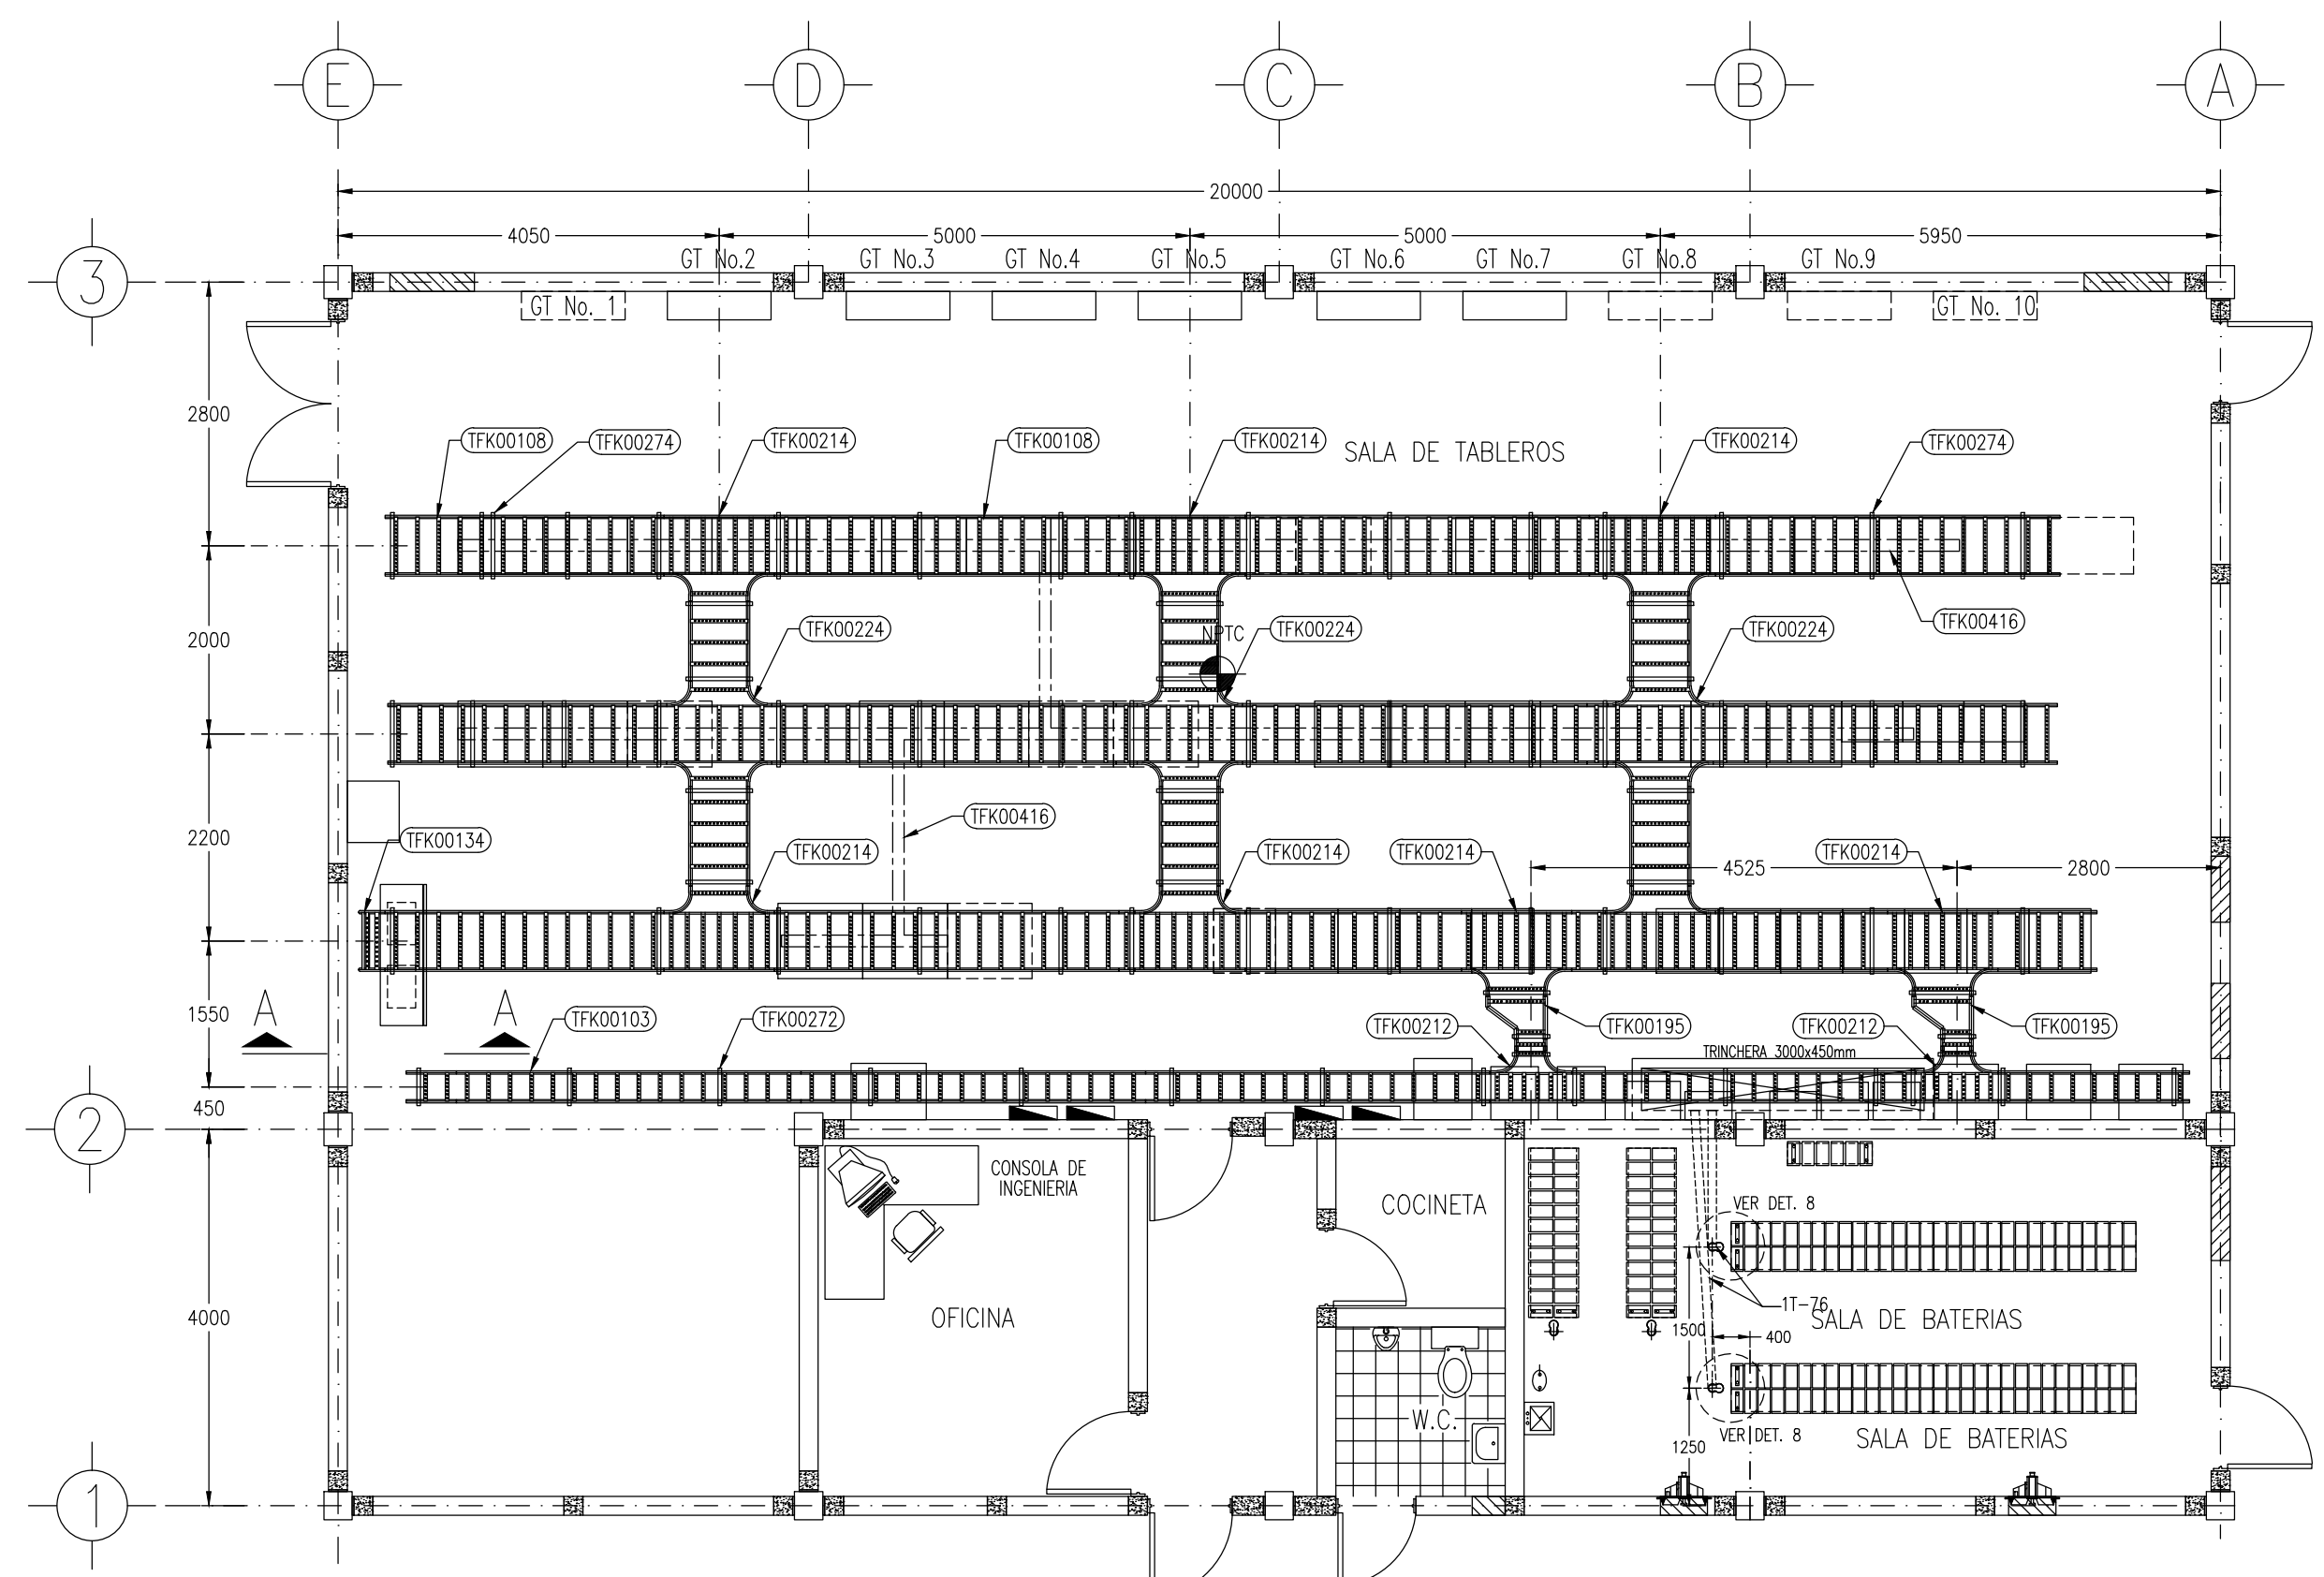 E D C B A
20000
4050 5000 5000 5950
3
GT No.2 GT No.3 GT No.4 GT No.5 GT No.6 GT No.7 GT No.8 GT No.9
GT No. 1 GT No. 10
2800
TFK00108 TFK00274 TFK00214 TFK00108 TFK00214 TFK00214 TFK00274
SALA DE TABLEROS
2000
TFK00224 NPTC TFK00224 TFK00224 TFK00416
2200
TFK00416
TFK00134 TFK00214 TFK00214 TFK00214 TFK00214
4525 2800
1550
A A
TFK00103 TFK00272 TFK00212 TFK00195 TFK00212 TFK00195
TRINCHERA 3000x450mm
450
2
CONSOLA DE
INGENIERIA
COCINETA
VER DET. 8
4000
OFICINA
1T-76
SALA DE BATERIAS
1500 400
W.C.
VER DET. 8
SALA DE BATERIAS
1250
1